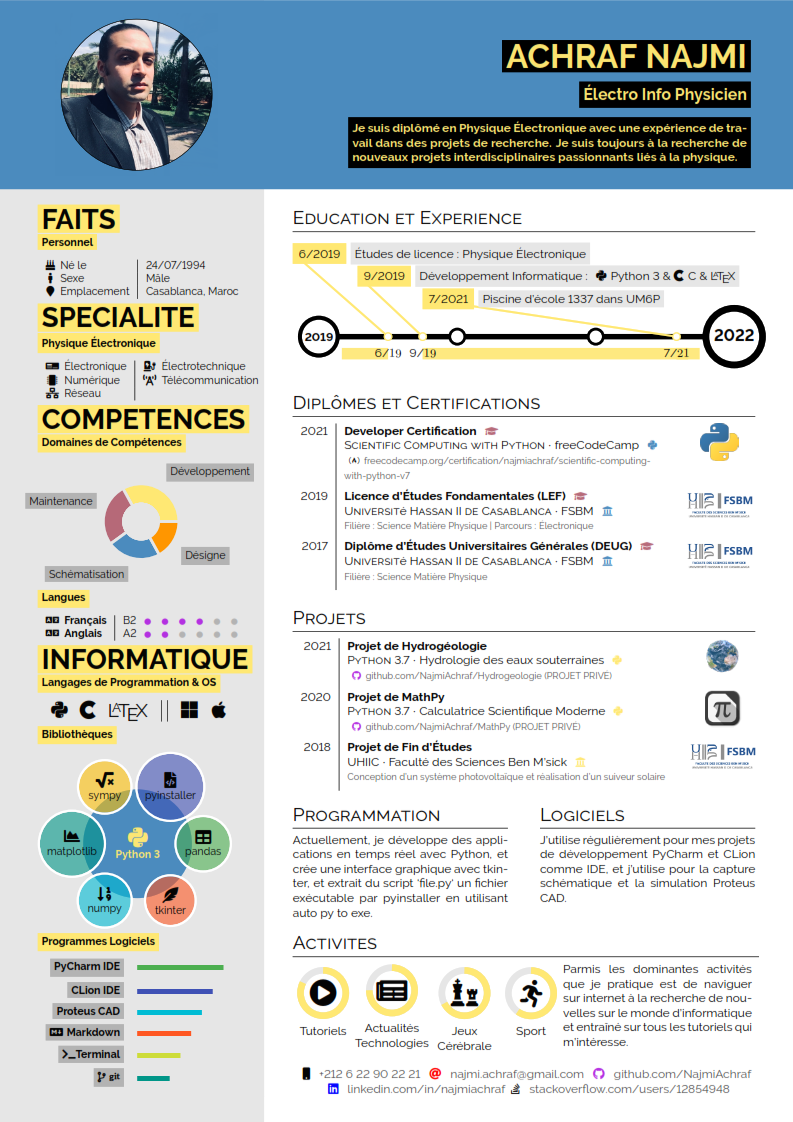 ACHRAF NAJMI
Électro Info Physicien
Je suis diplômé en Physique Électronique avec une expérience de tra-
vail dans des projets de recherche. Je suis toujours à la recherche de
nouveaux projets interdisciplinaires passionnants liés à la physique.
FAITS
Personnel
Né le 24/07/1994
Sexe Mâle
Emplacement Casablanca, Maroc
SPECIALITE
Physique Électronique
Électronique Électrotechnique
Numérique Télécommunication
Réseau
COMPETENCES
Domaines de Compétences
Développement
Maintenance
Désigne
Schématisation
Langues
Français B2
Anglais A2
INFORMATIQUE
Langages de Programmation & OS
LATEX
Bibliothèques
sympy pyinstaller
matplotlib Python 3 pandas
numpy tkinter
Programmes Logiciels
PyCharm IDE
CLion IDE
Proteus CAD
Markdown
Terminal
git
EDUCATION ET EXPERIENCE
6/2019 Études de licence : Physique Électronique
9/2019 Développement Informatique : Python 3 & C & LATEX
7/2021 Piscine d'école 1337 dans UM6P
2019 2022
6/19 9/19 7/21
DIPLÔMES ET CERTIFICATIONS
2021 Developer Certification
SCIENTIFIC COMPUTING WITH PYTHON · freeCodeCamp
freecodecamp.org/certification/najmiachraf/scientific-computing-
with-python-v7
2019 Licence d'Études Fondamentales (LEF)
UNIVERSITÉ HASSAN II DE CASABLANCA · FSBM
FSBM
Filière : Science Matière Physique | Parcours : Électronique
2017 Diplôme d'Études Universitaires Générales (DEUG)
UNIVERSITÉ HASSAN II DE CASABLANCA · FSBM
FSBM
Filière : Science Matière Physique
PROJETS
2021 Projet de Hydrogéologie
PYTHON 3.7 · Hydrologie des eaux souterraines
github.com/NajmiAchraf/Hydrogeologie (PROJET PRIVÉ)
2020 Projet de MathPy
PYTHON 3.7 · Calculatrice Scientifique Moderne
π
github.com/NajmiAchraf/MathPy (PROJET PRIVÉ)
2018 Projet de Fin d'Études
UHIIC · Faculté des Sciences Ben M'sick
FSBM
Conception d'un système photovoltaïque et réalisation d'un suiveur solaire
PROGRAMMATION
Actuellement, je développe des appli-
cations en temps réel avec Python, et
crée une interface graphique avec tkin-
ter, et extrait du script 'file.py' un fichier
exécutable par pyinstaller en utilisant
auto py to exe.
LOGICIELS
J'utilise régulièrement pour mes projets
de développement PyCharm et CLion
comme IDE, et j'utilise pour la capture
schématique et la simulation Proteus
CAD.
ACTIVITES
Tutoriels
Actualités
Technologies
Jeux
Cérébrale
Sport
Parmis les dominantes activités
que je pratique est de naviguer
sur internet à la recherche de nou-
velles sur le monde d'informatique
et entraîné sur tous les tutoriels qui
m'intéresse.
+212 6 22 90 22 21 najmi.achraf@gmail.com github.com/NajmiAchraf
linkedin.com/in/najmiachraf stackoverflow.com/users/12854948